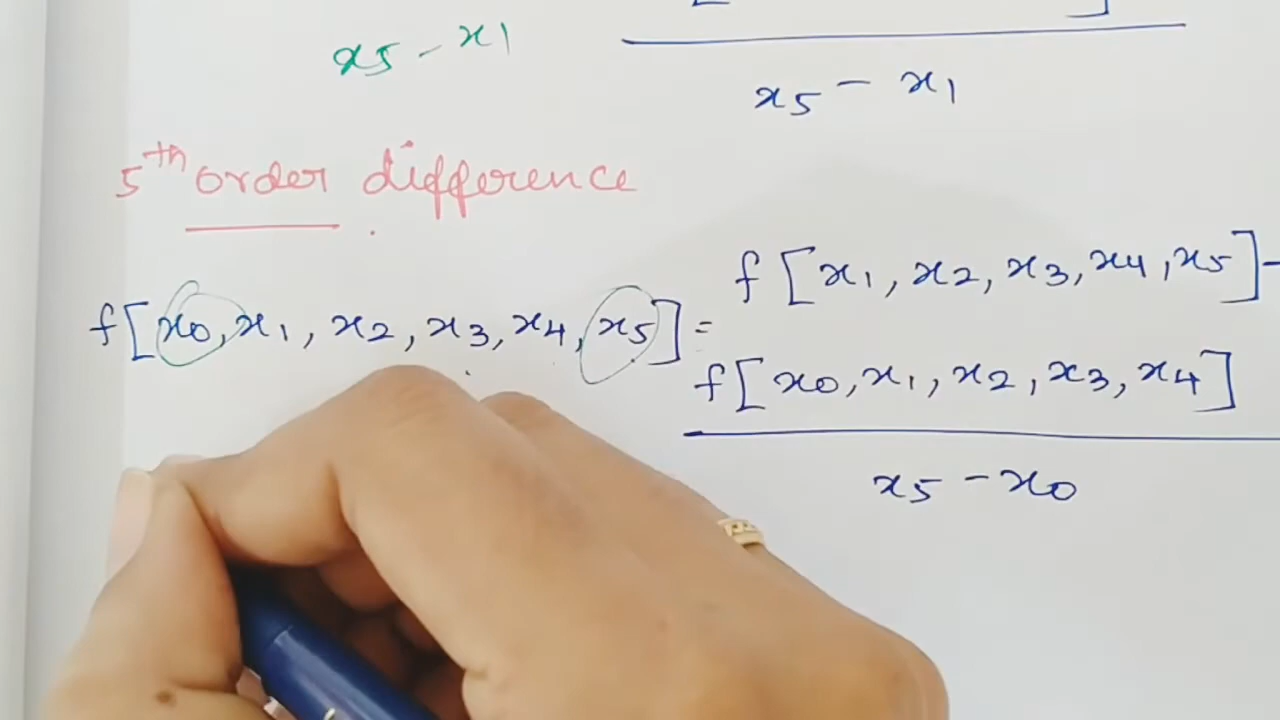 x5 - x1
x5 - x1
5th order difference
f[x0, x1, x2, x3, x4, x5] =
f[x1, x2, x3, x4, x5] -
f[x0, x1, x2, x3, x4]
x5 - x0